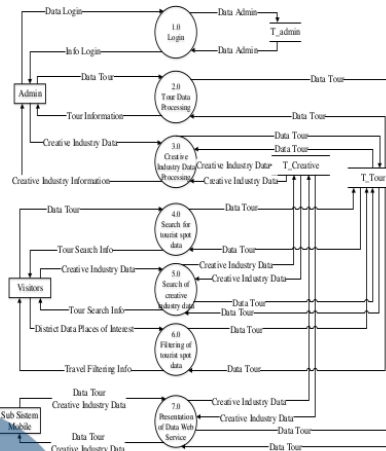 Data Login
Data Admin
1.0
Login
T_admin
Info Login
Data Admin
Data Tour
Data Tour
Admin
2.0
Tour Data
Processing
Tour Information
Data Tour
Creative Industry Data
Data Tour
3.0
Creative
Industry Data
Processing
Data Tour
Creative Industry Data
T_Creative
Creative Industry Information
Creative Industry Data
T_Tour
Data Tour
4.0
Search for
tourist spot
data
Data Tour
Tour Search Info
Data Tour
Creative Industry Data
Creative Industry Data
Visitors
5.0
Search of
creative
industry data
Creative Industry Data
Tour Search Info
Data Tour
Data Tour
District Data Places of Interest
6.0
Filtering of
tourist spot
data
Data Tour
Travel Filtering Info
Data Tour
Data Tour
Creative Industry Data
7.0
Presentation
of Data Web
Service
Creative Industry Data
Sub Sistem
Mobile
Creative Industry Data
Data Tour
Creative Industry Data
Data Tour
Data Tour